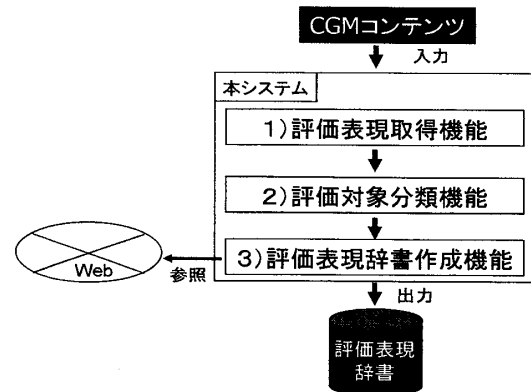 CGMコンテンツ
入力
本システム
1)評価表現取得機能
2)評価対象分類機能
3)評価表現辞書作成機能
Web
参照
出力
評価表現
辞書